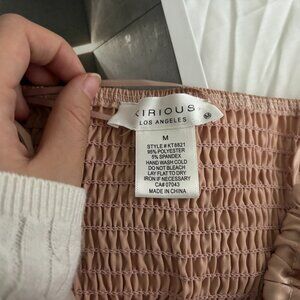 KIRIOUS
LOS ANGELES
M
STYLE# KT8821
95% POLYESTER
5% SPANDEX
HAND WASH COLD
DO NOT BLEACH
LAY FLAT TO DRY
IRON IF NECESSARY
CA# 07043
MADE IN CHINA